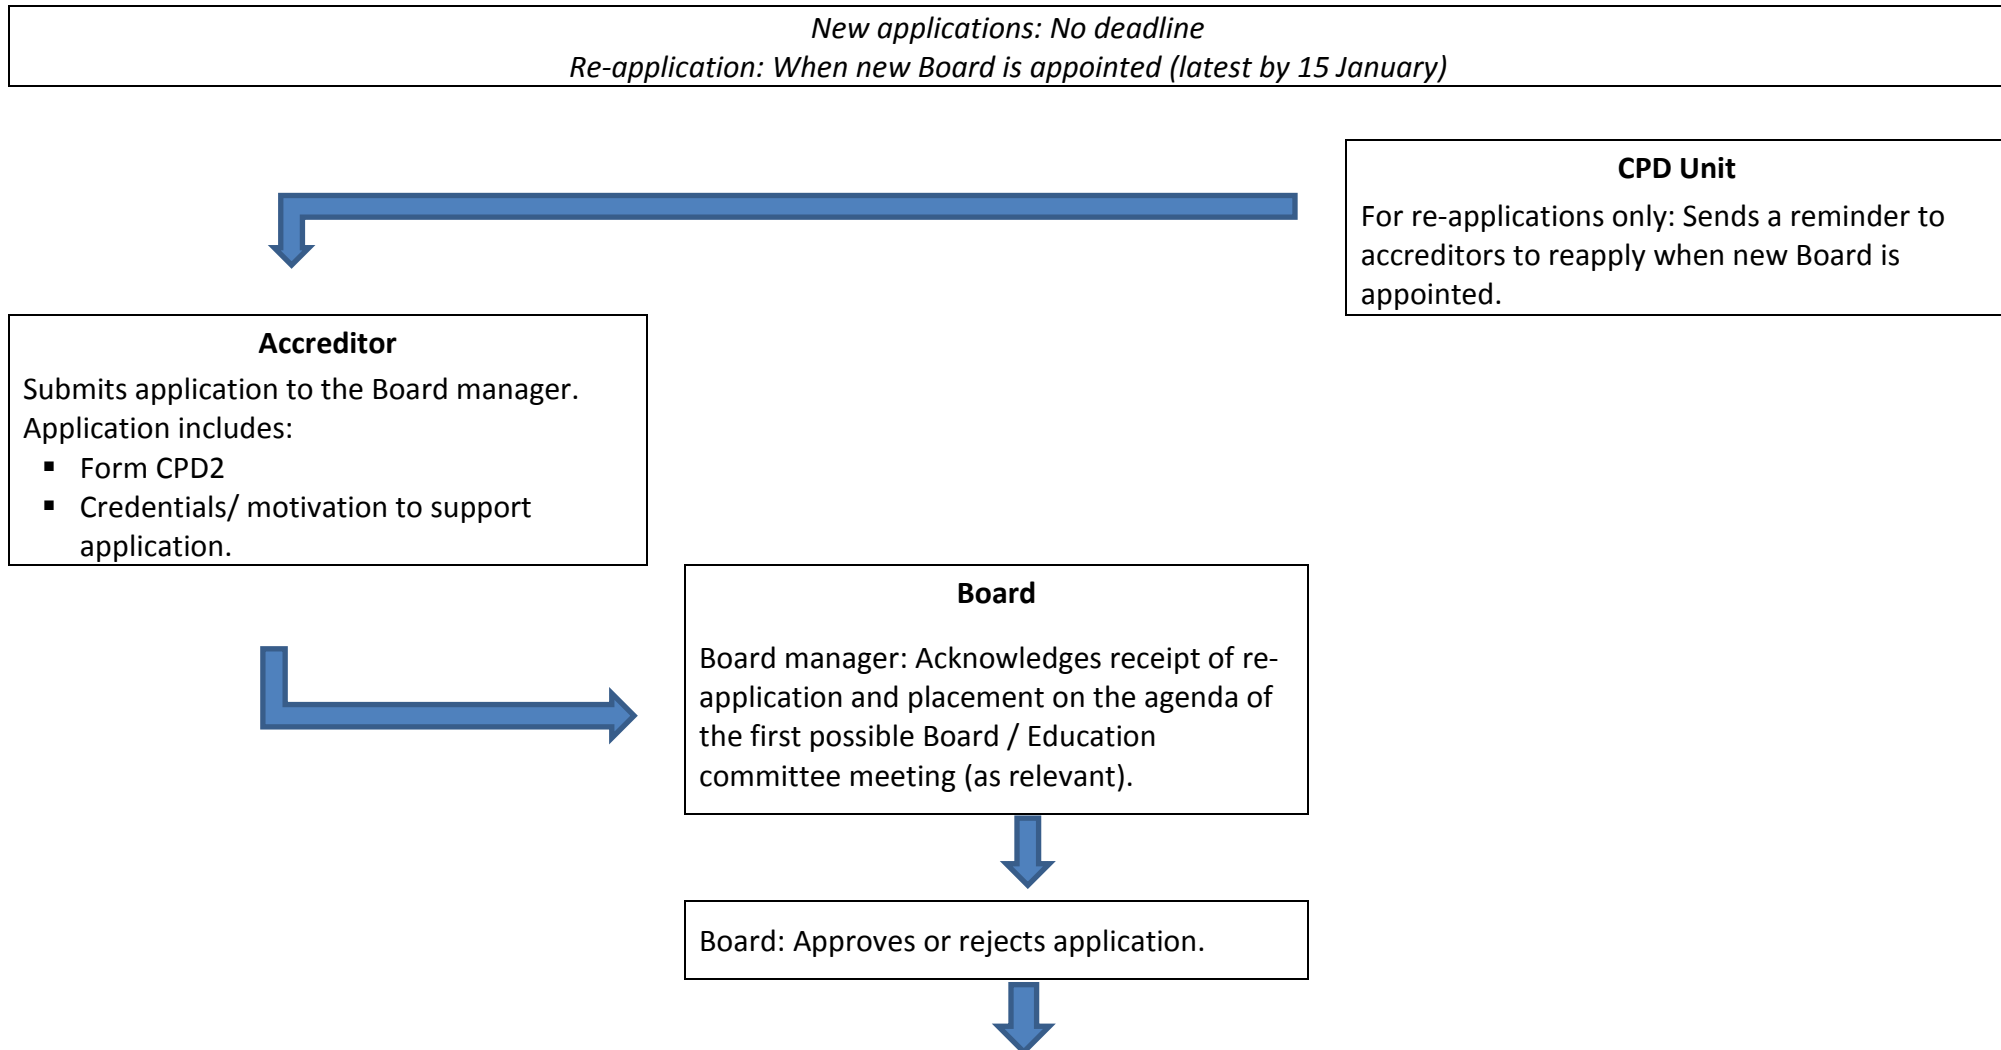 New applications: No deadline
Re-application: When new Board is appointed (latest by 15 January)
CPD Unit
For re-applications only: Sends a reminder to
accreditors to reapply when new Board is
appointed.
Accreditor
Submits application to the Board manager.
Application includes:
▪ Form CPD2
▪ Credentials/ motivation to support
application.
Board
Board manager: Acknowledges receipt of re-
application and placement on the agenda of
the first possible Board / Education
committee meeting (as relevant).
Board: Approves or rejects application.